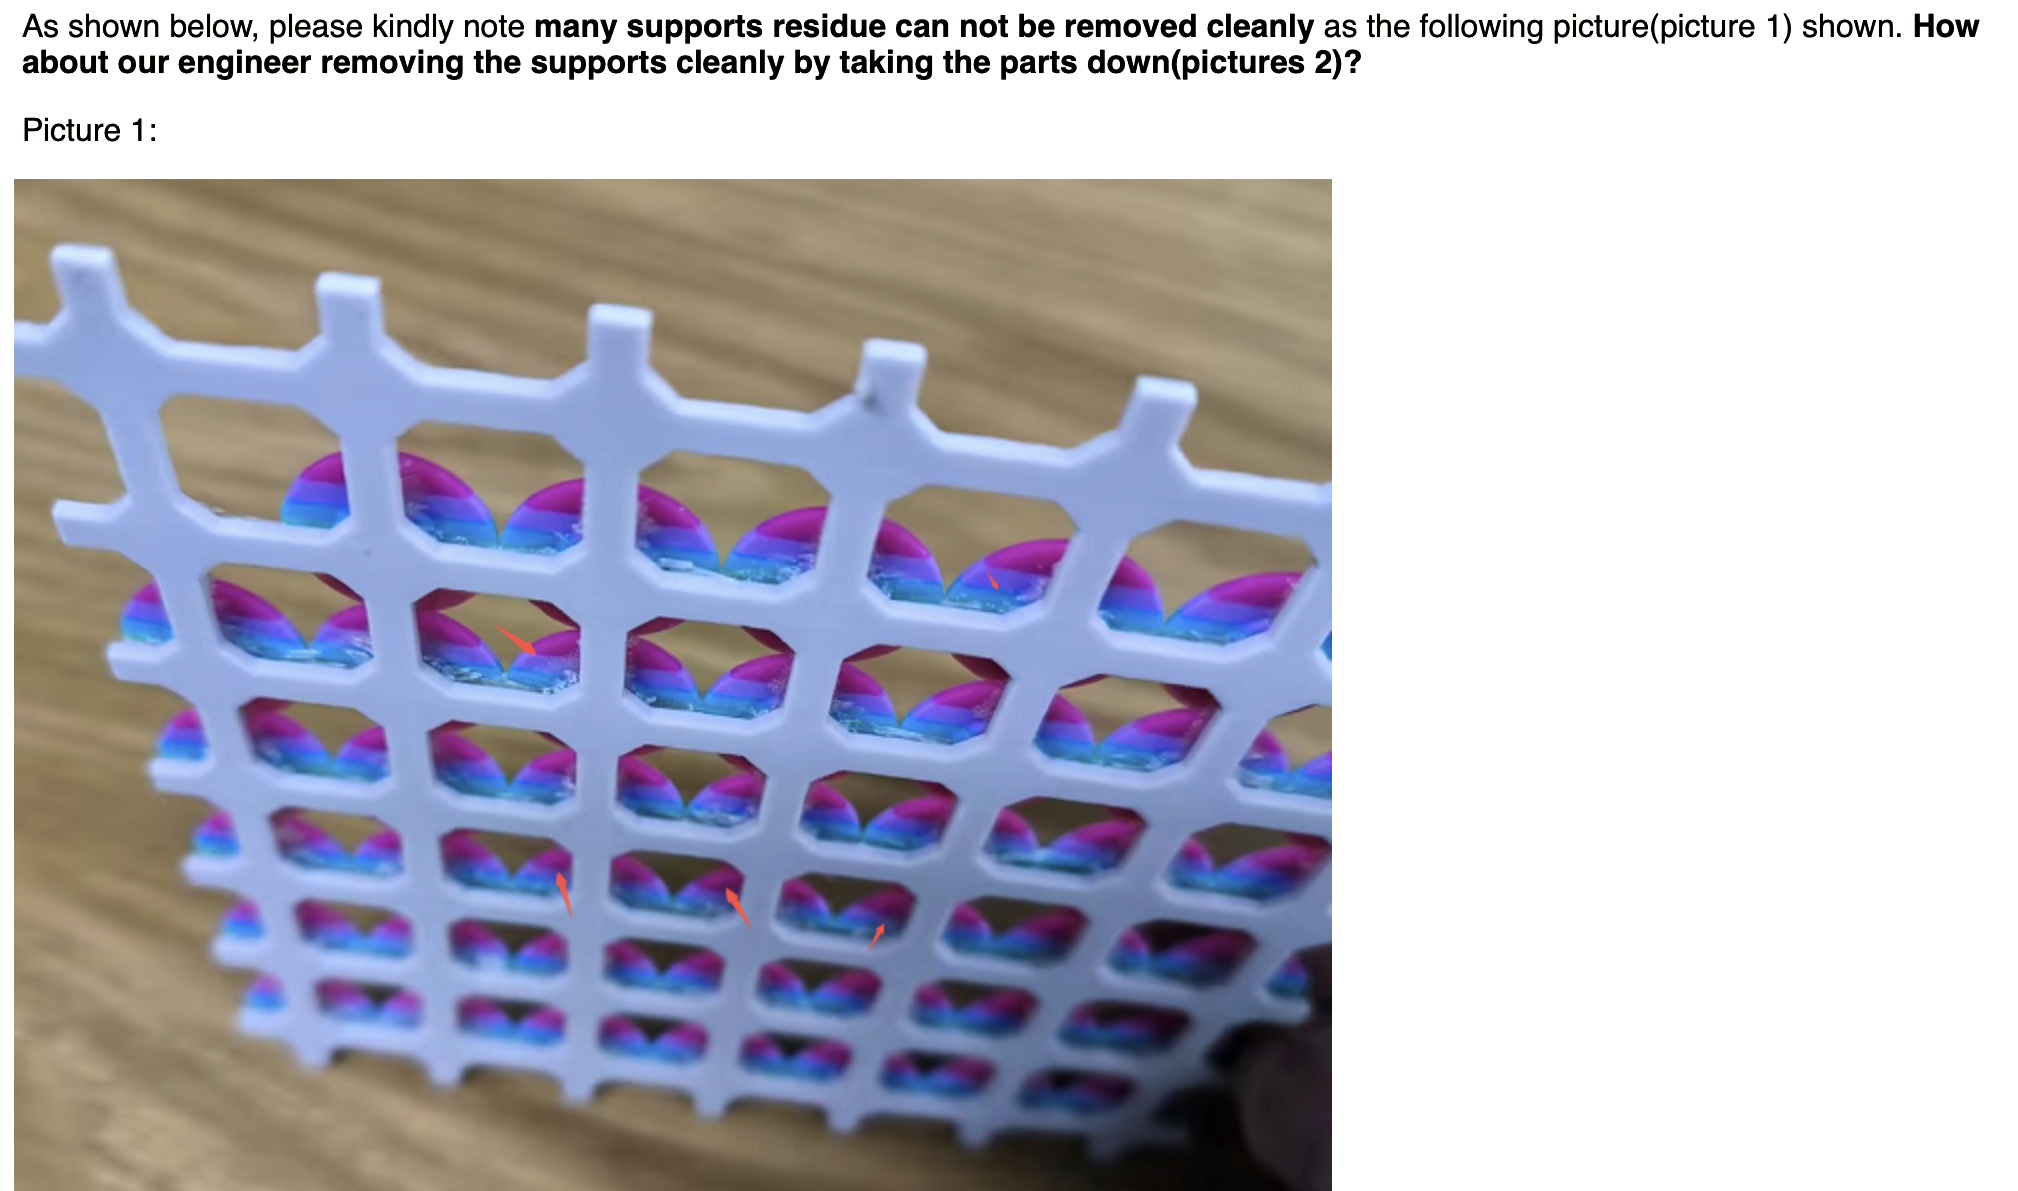 As shown below, please kindly note many supports residue can not be removed cleanly as the following picture(picture 1) shown. How
about our engineer removing the supports cleanly by taking the parts down(pictures 2)?
Picture 1: